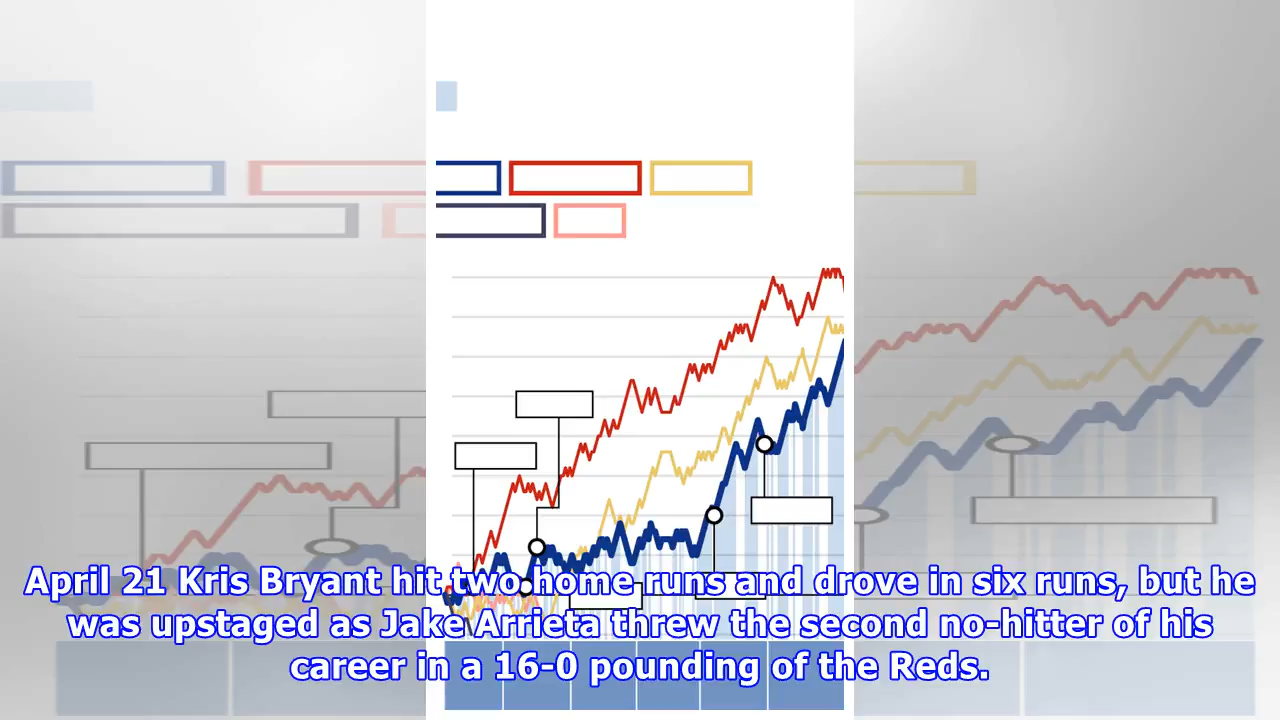 April 21 Kris Bryant hit two home runs and drove in six runs, but he
was upstaged as Jake Arrieta threw the second no-hitter of his
career in a 16-0 pounding of the Reds.